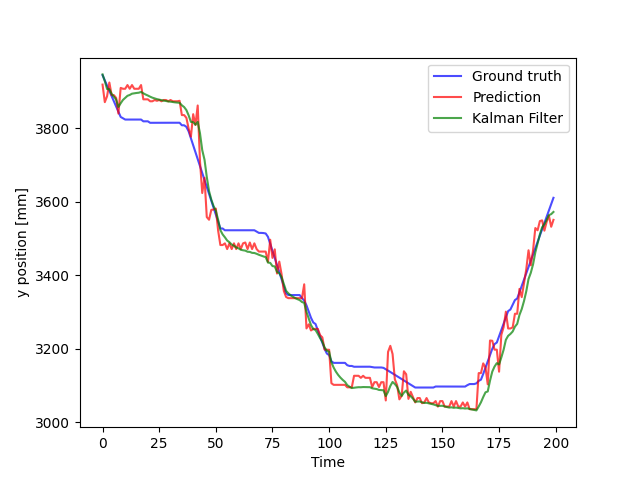 Ground truth
Prediction
Kalman Filter
y position [mm]
3800
3600
3400
3200
3000
0 25 50 75 100 125 150 175 200
Time